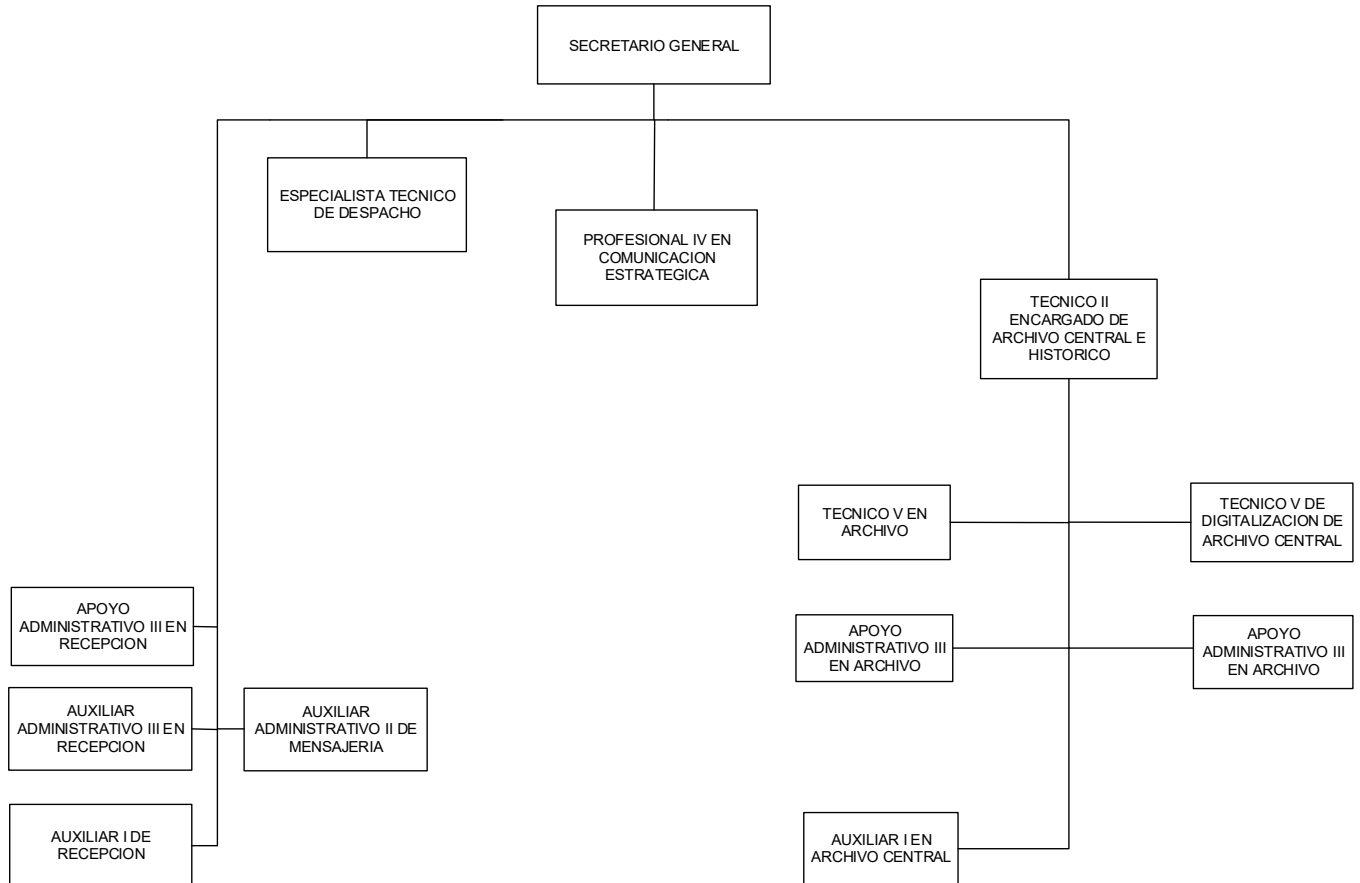 SECRETARIO GENERAL
ESPECIALISTA TECNICO
DE DESPACHO
PROFESIONAL IV EN
COMUNICACION
ESTRATEGICA
TECNICO II
ENCARGADO DE
ARCHIVO CENTRAL E
HISTORICO
TECNICO V EN
ARCHIVO
TECNICO V DE
DIGITALIZACION DE
ARCHIVO CENTRAL
APOYO
ADMINISTRATIVO III EN
RECEPCION
APOYO
ADMINISTRATIVO III
EN ARCHIVO
APOYO
ADMINISTRATIVO III
EN ARCHIVO
AUXILIAR
ADMINISTRATIVO III EN
RECEPCION
AUXILIAR
ADMINISTRATIVO II DE
MENSAJERIA
AUXILIAR I DE
RECEPCION
AUXILIAR I EN
ARCHIVO CENTRAL